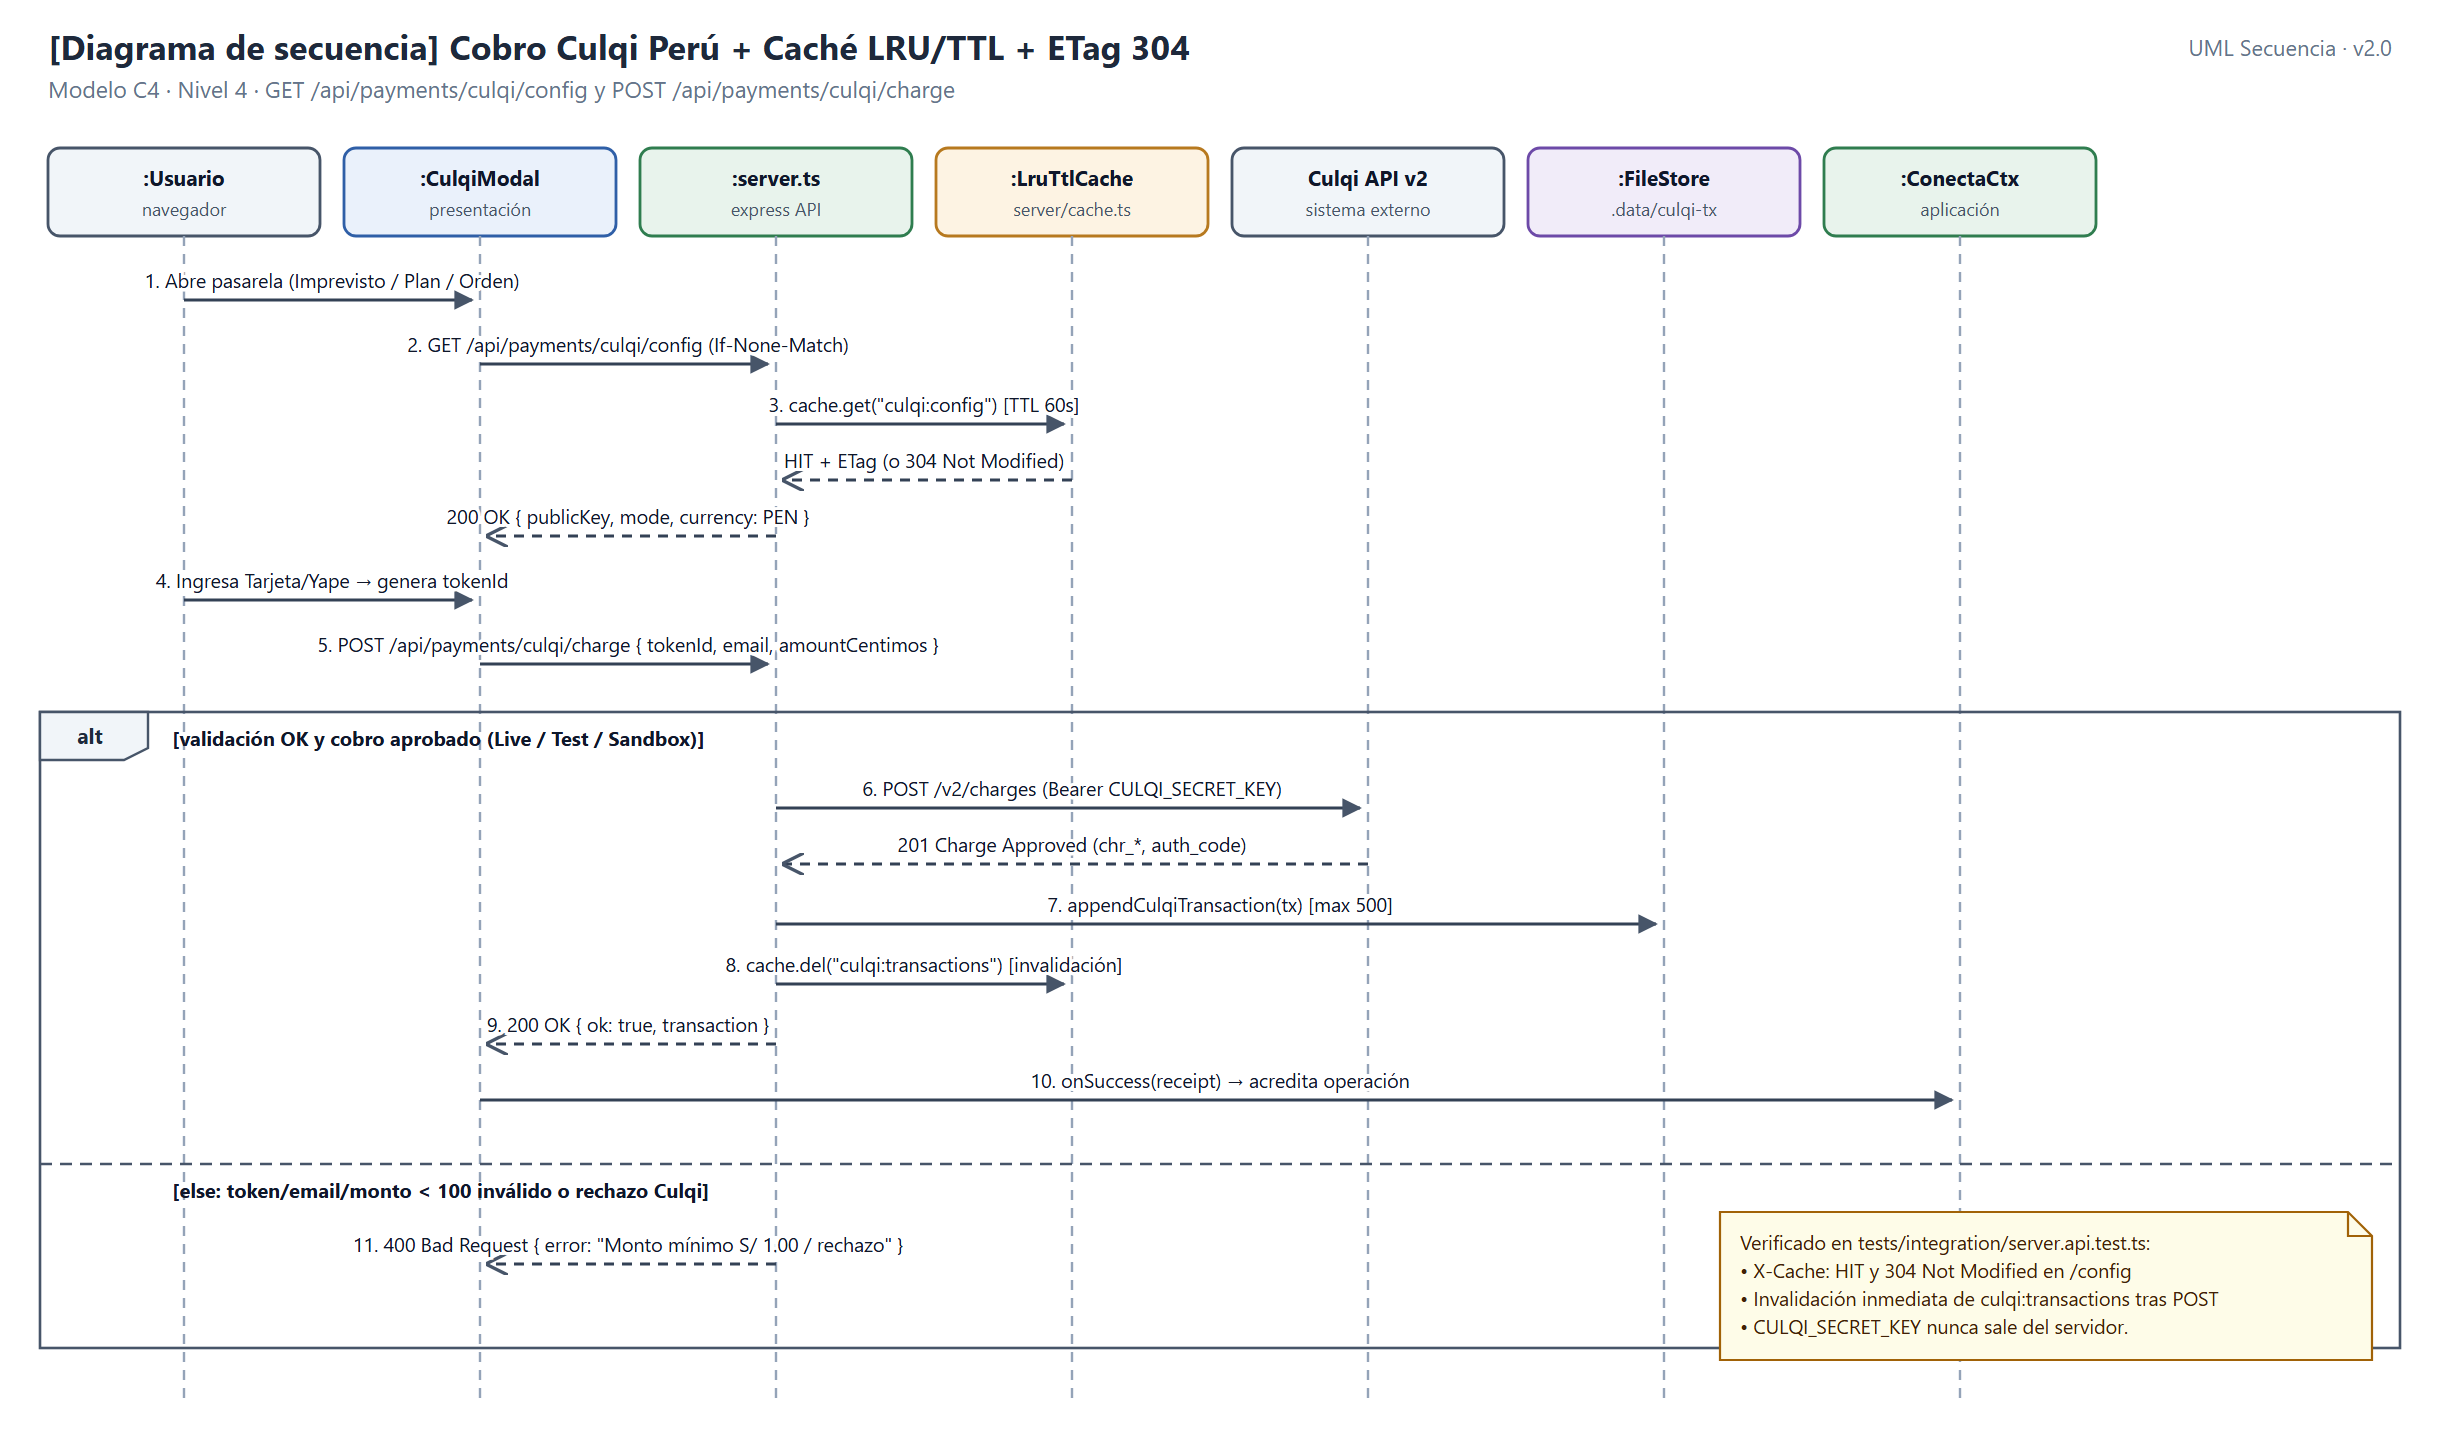 [Diagrama de secuencia] Cobro Culqi Perú + Caché LRU/TTL + ETag 304
UML Secuencia · v2.0
Modelo C4 · Nivel 4 · GET /api/payments/culqi/config y POST /api/payments/culqi/charge
:Usuario
navegador
:CulqiModal
presentación
:server.ts
express API
:LruTtlCache
server/cache.ts
Culqi API v2
sistema externo
:FileStore
.data/culqi-tx
:ConectaCtx
aplicación
1. Abre pasarela (Imprevisto / Plan / Orden)
2. GET /api/payments/culqi/config (If-None-Match)
3. cache.get("culqi:config") [TTL 60s]
HIT + ETag (o 304 Not Modified)
200 OK { publicKey, mode, currency: PEN }
4. Ingresa Tarjeta/Yape → genera tokenId
5. POST /api/payments/culqi/charge { tokenId, email, amountCentimos }
alt
[validación OK y cobro aprobado (Live / Test / Sandbox)]
6. POST /v2/charges (Bearer CULQI_SECRET_KEY)
201 Charge Approved (chr_*, auth_code)
7. appendCulqiTransaction(tx) [max 500]
8. cache.del("culqi:transactions") [invalidación]
9. 200 OK { ok: true, transaction }
10. onSuccess(receipt) → acredita operación
[else: token/email/monto < 100 inválido o rechazo Culqi]
11. 400 Bad Request { error: "Monto mínimo S/ 1.00 / rechazo" }
Verificado en tests/integration/server.api.test.ts:
• X-Cache: HIT y 304 Not Modified en /config
• Invalidación inmediata de culqi:transactions tras POST
• CULQI_SECRET_KEY nunca sale del servidor.